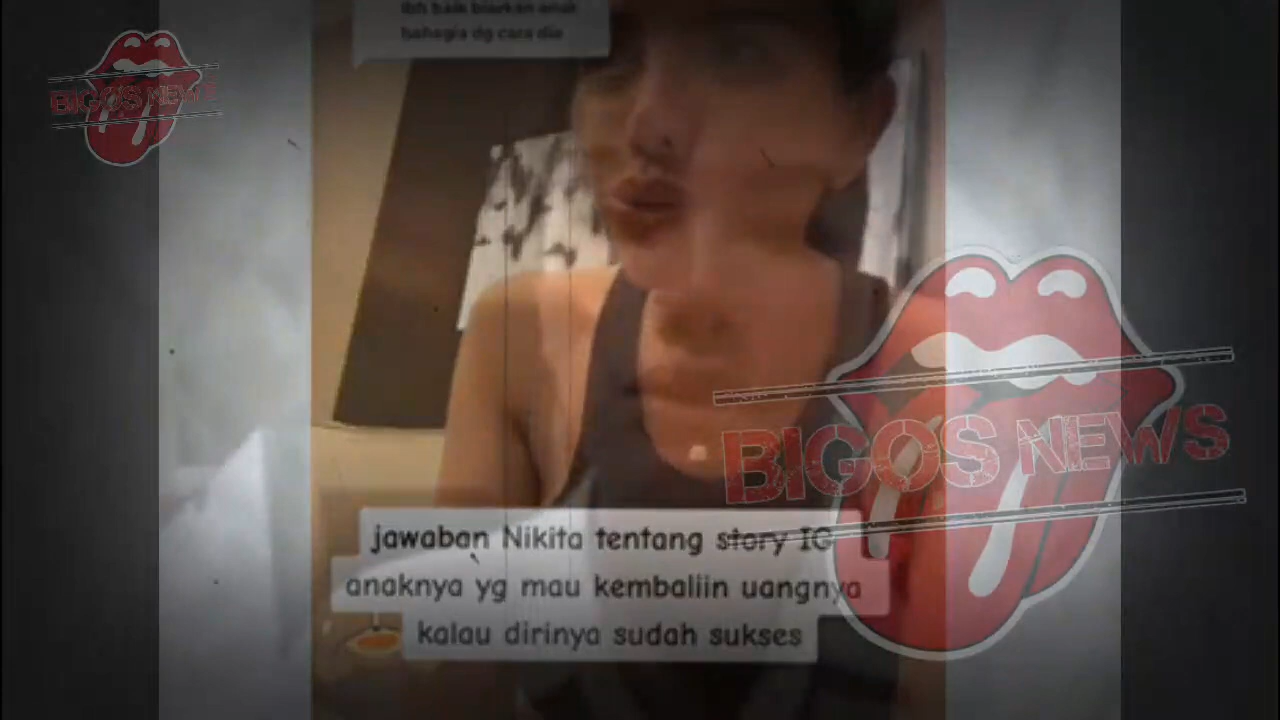 BIGOS NEWS
lbh baik biarkan anak
bahagia dg cara dia
BIGOS NEWS
jawaban Nikita tentang story IG
anaknya yg mau kembaliin uangnya
kalau dirinya sudah sukses